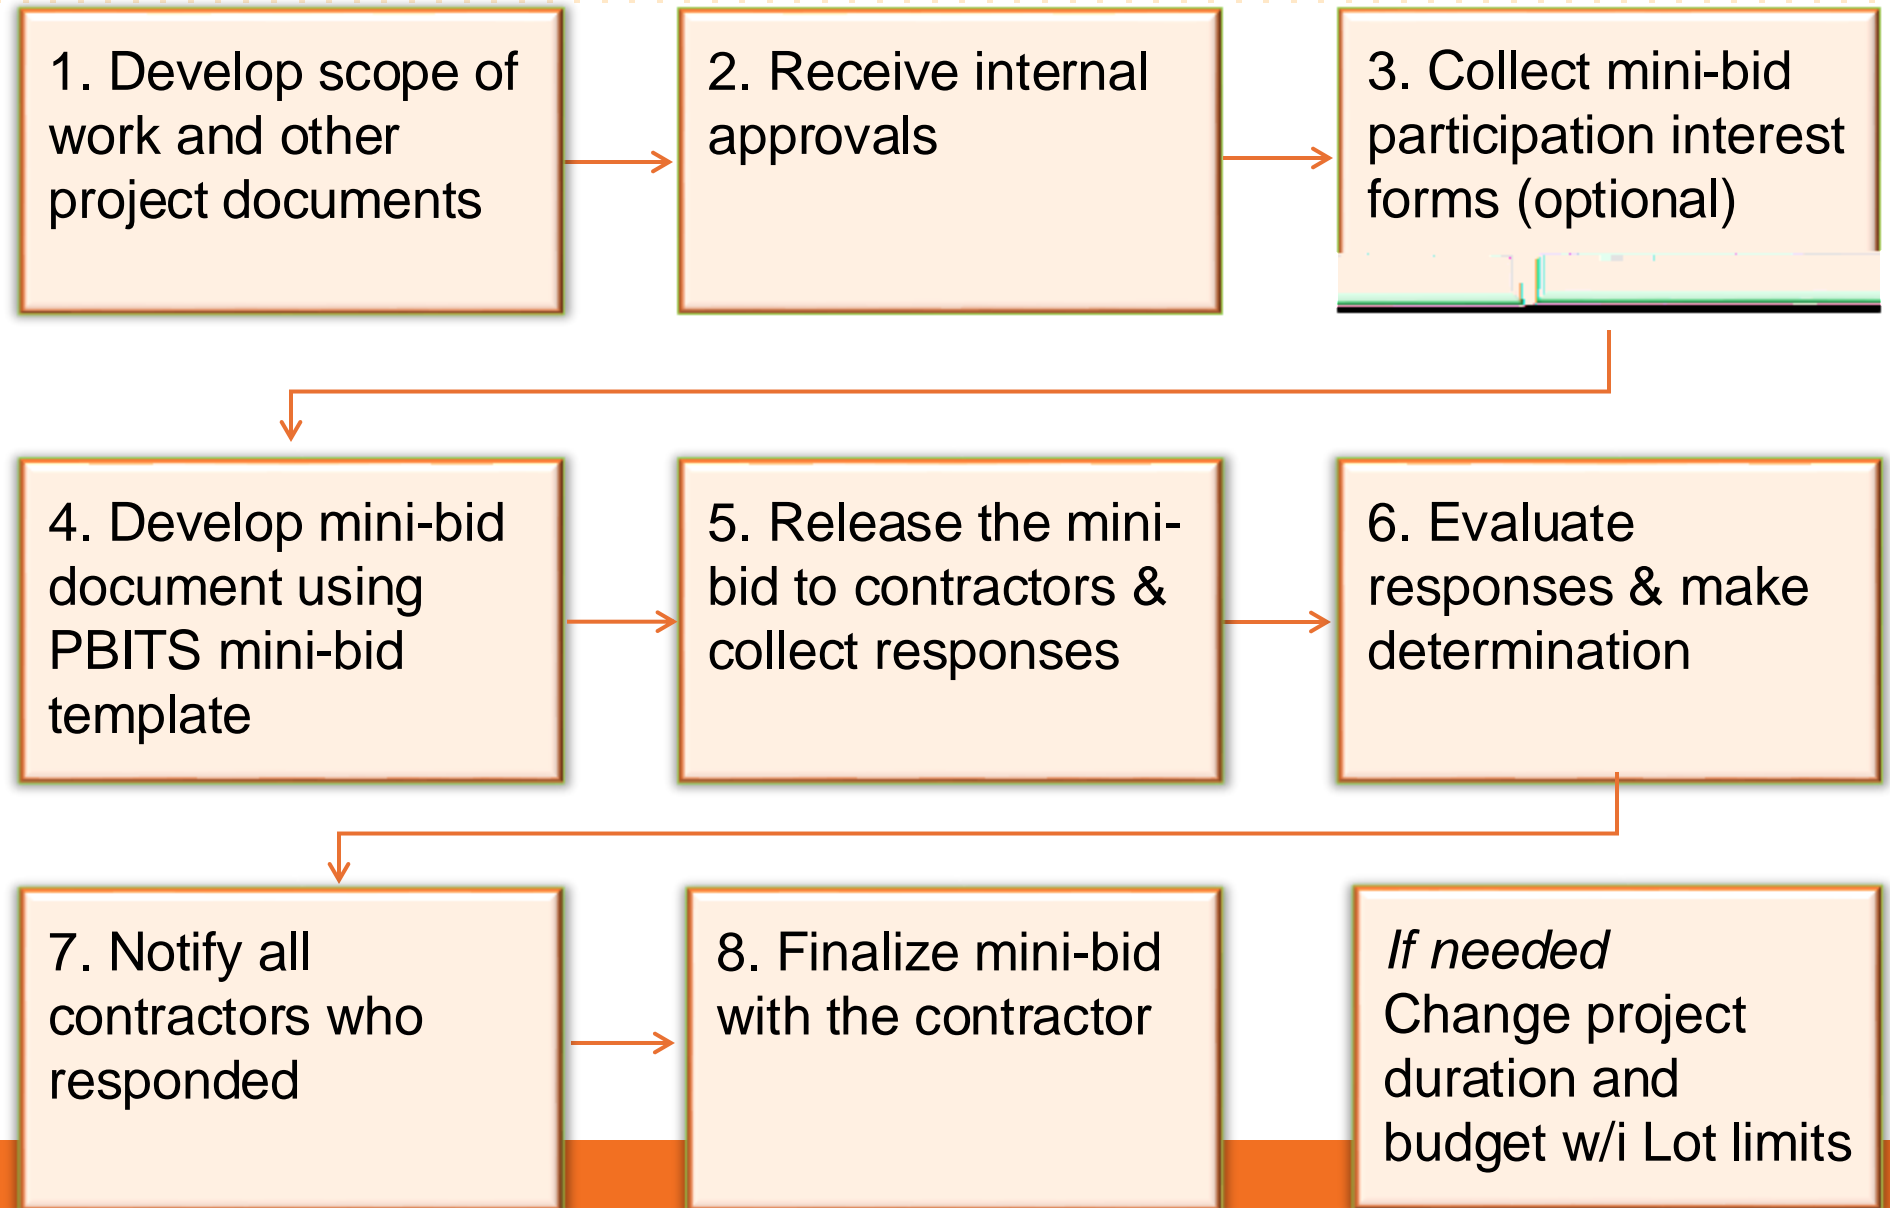 1. Develop scope of
work and other
project documents
2. Receive internal
approvals
3. Collect mini-bid
participation interest
forms (optional)
4. Develop mini-bid
document using
PBITS mini-bid
template
5. Release the mini-
bid to contractors &
collect responses
6. Evaluate
responses & make
determination
7. Notify all
contractors who
responded
8. Finalize mini-bid
with the contractor
If needed
Change project
duration and
budget w/i Lot limits